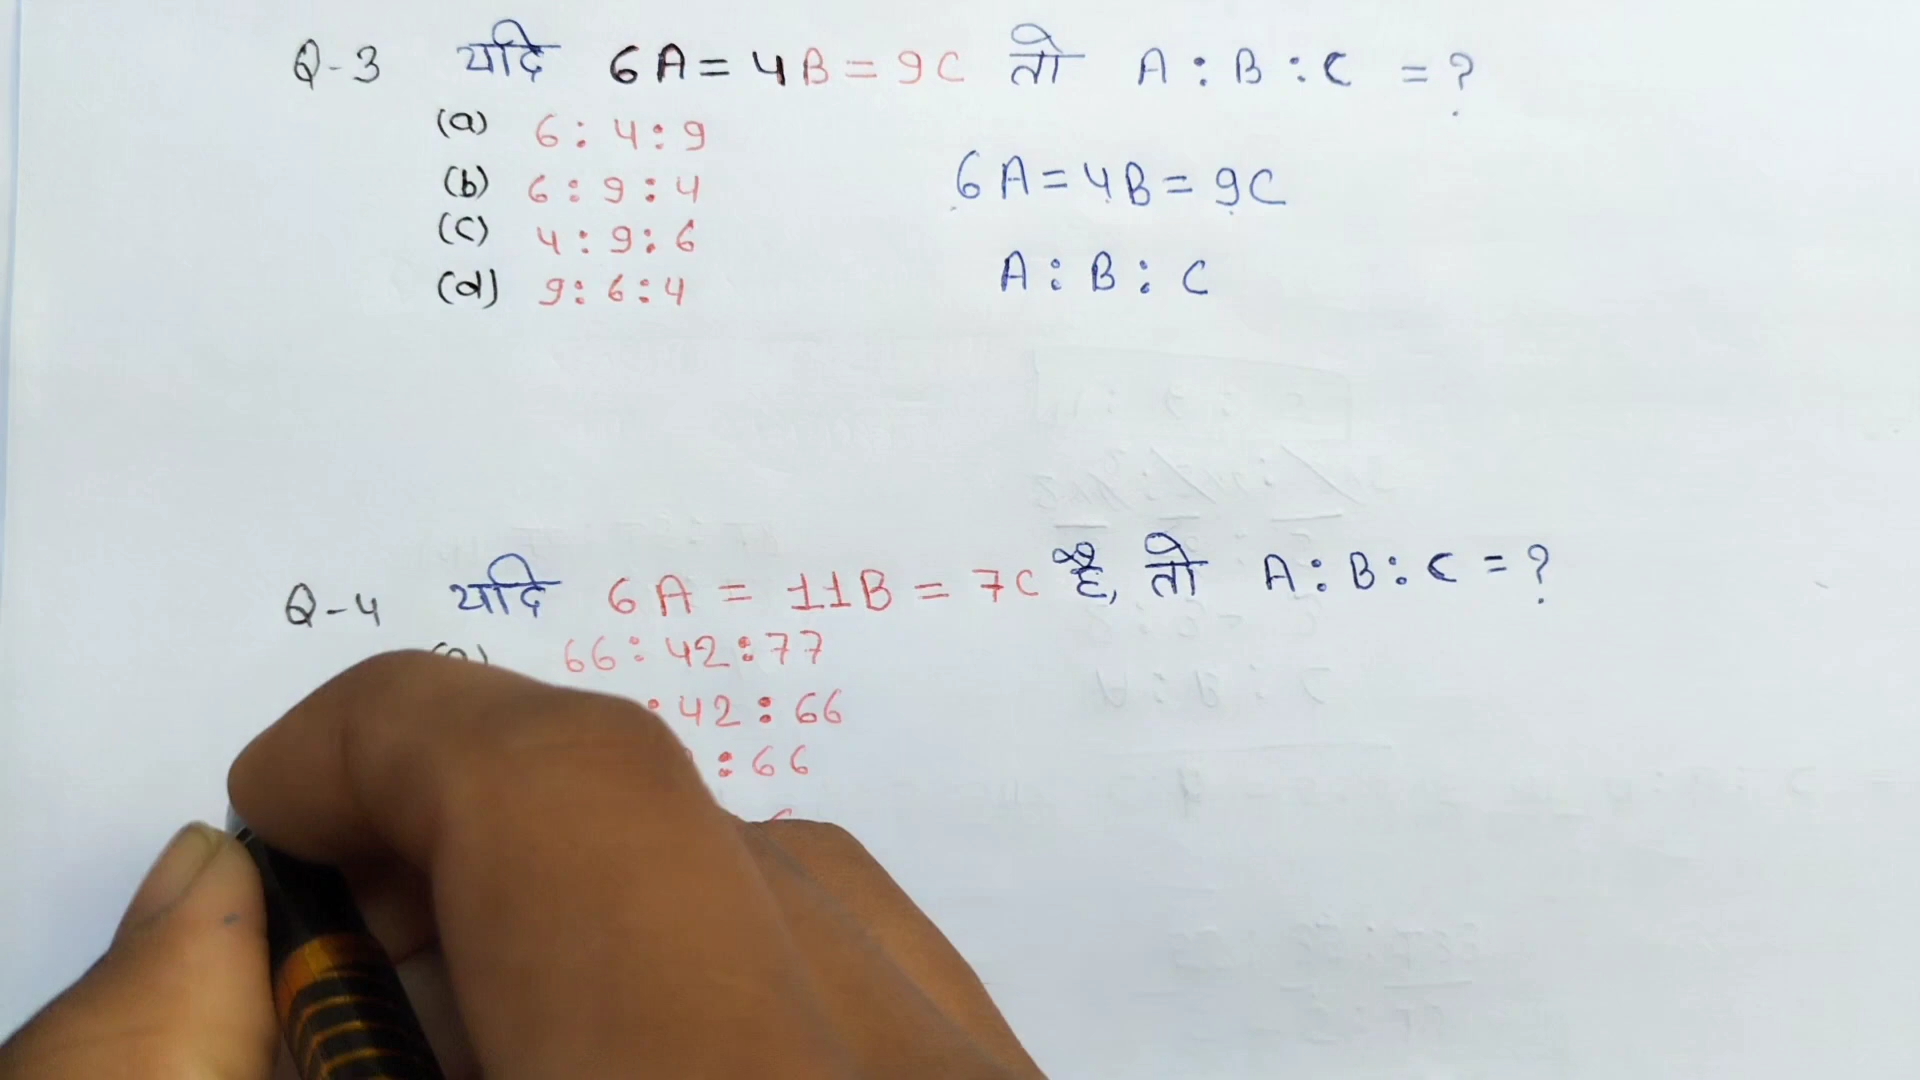 Q-3 यदि 6A = 4B = 9C तो A : B : C = ?
(a) 6 : 4 : 9
(b) 6 : 9 : 4
(c) 4 : 9 : 6
(d) 9 : 6 : 4
6A = 4B = 9C
A : B : C
Q-4 यदि 6A = 11B = 7C है, तो A : B : C = ?
66 : 42 : 77
: 42 : 66
: 66